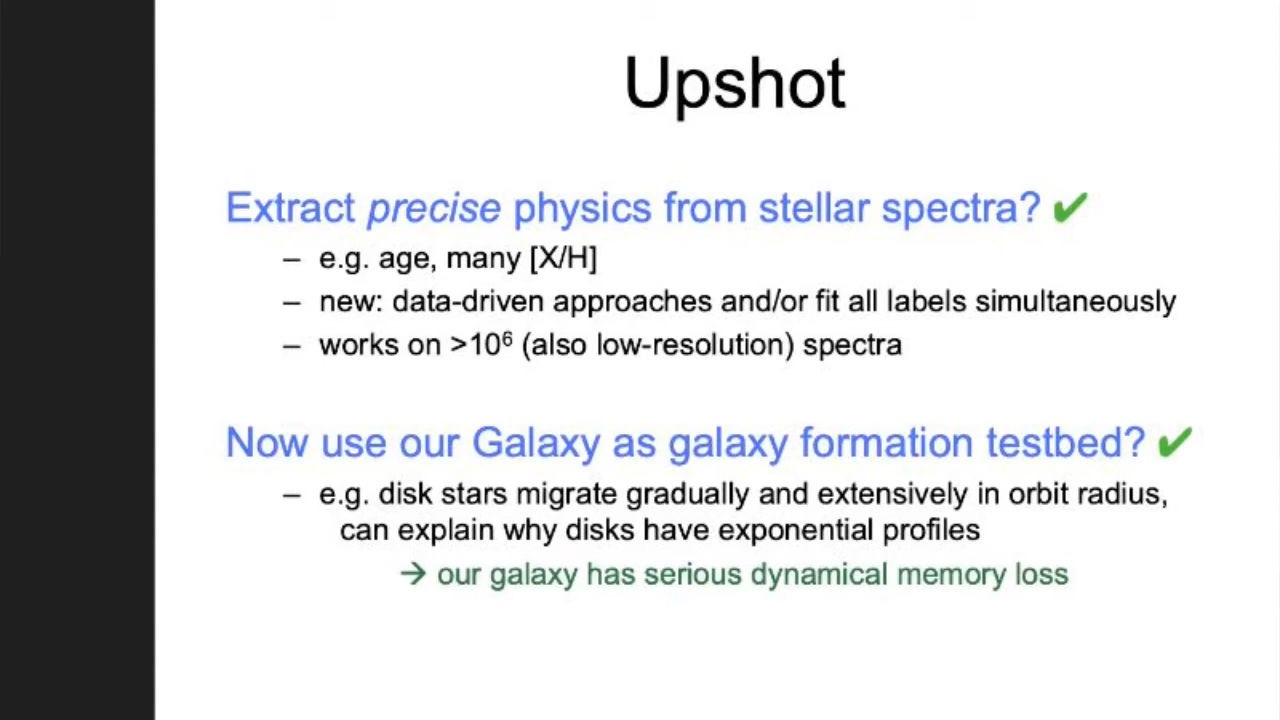 Upshot
Extract precise physics from stellar spectra? ✔
– e.g. age, many [X/H]
– new: data-driven approaches and/or fit all labels simultaneously
– works on >10⁶ (also low-resolution) spectra
Now use our Galaxy as galaxy formation testbed? ✔
– e.g. disk stars migrate gradually and extensively in orbit radius,
can explain why disks have exponential profiles
→ our galaxy has serious dynamical memory loss